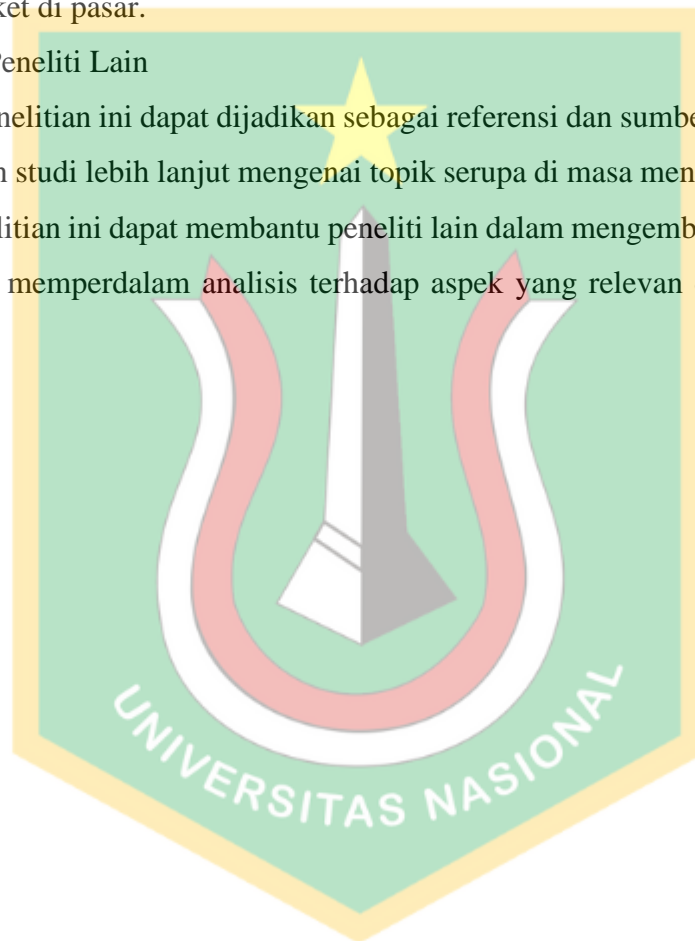 ket di pasar.
Peneliti Lain
nelitian ini dapat dijadikan sebagai referensi dan sumbe
n studi lebih lanjut mengenai topik serupa di masa men
litian ini dapat membantu peneliti lain dalam mengemb
memperdalam analisis terhadap aspek yang relevan
UNIVERSITAS NASIONAL